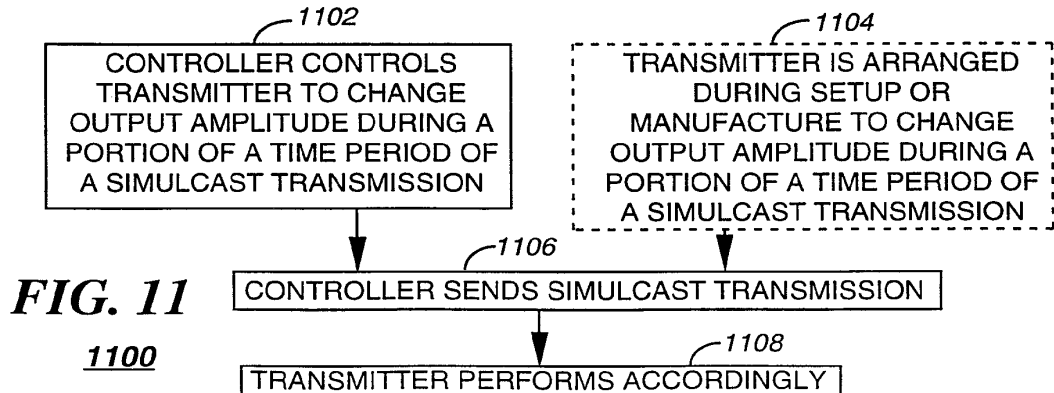 1102
CONTROLLER CONTROLS
TRANSMITTER TO CHANGE
OUTPUT AMPLITUDE DURING A
PORTION OF A TIME PERIOD OF
A SIMULCAST TRANSMISSION
1104
TRANSMITTER IS ARRANGED
DURING SETUP OR
MANUFACTURE TO CHANGE
OUTPUT AMPLITUDE DURING A
PORTION OF A TIME PERIOD OF
A SIMULCAST TRANSMISSION
1106
CONTROLLER SENDS SIMULCAST TRANSMISSION
FIG. 11
1100
1108
TRANSMITTER PERFORMS ACCORDINGLY